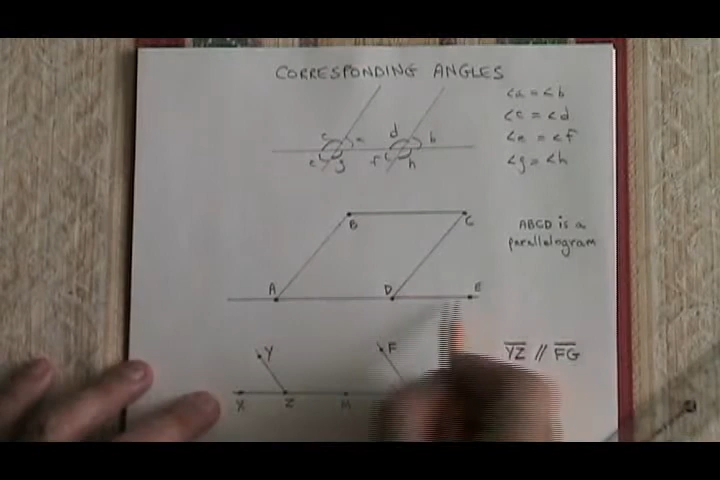 CORRESPONDING ANGLES
∠a = ∠b
∠c = ∠d
∠e = ∠f
∠g = ∠h
c a d b
e g f h
B C
ABCD is a
parallelogram
A D E
Y F
YZ // FG
X Z M